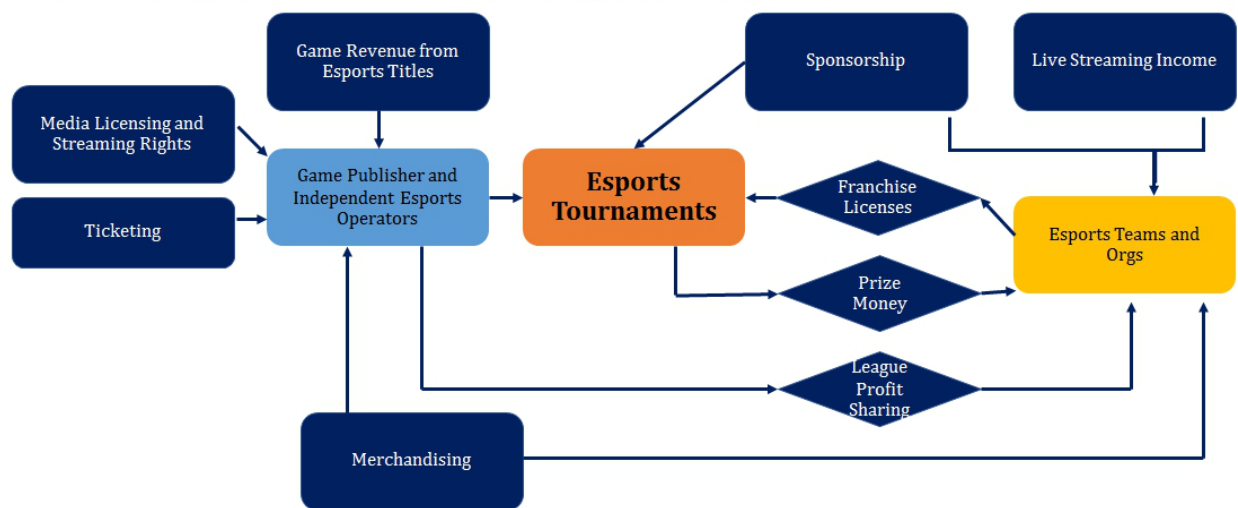 Game Revenue from
Esports Titles
Sponsorship
Live Streaming Income
Media Licensing and
Streaming Rights
Game Publisher and
Independent Esports
Operators
Esports
Tournaments
Franchise
Licenses
Ticketing
Esports Teams and
Orgs
Prize
Money
League
Profit
Sharing
Merchandising